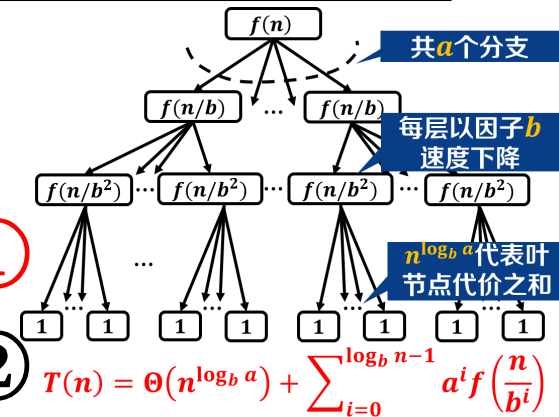 f(n)
共a个分支
f(n/b) ... f(n/b)
每层以因子b
速度下降
f(n/b²) ... f(n/b²) ... f(n/b²) ... f(n/b²)
n^{log_b a}代表叶
节点代价之和
...
... ... ... ...
1 1 1 1 1 1 1 1
2
T(n) = Θ(n^{log_b a}) + ∑_{i=0}^{log_b n−1} a^i f(n/b^i)